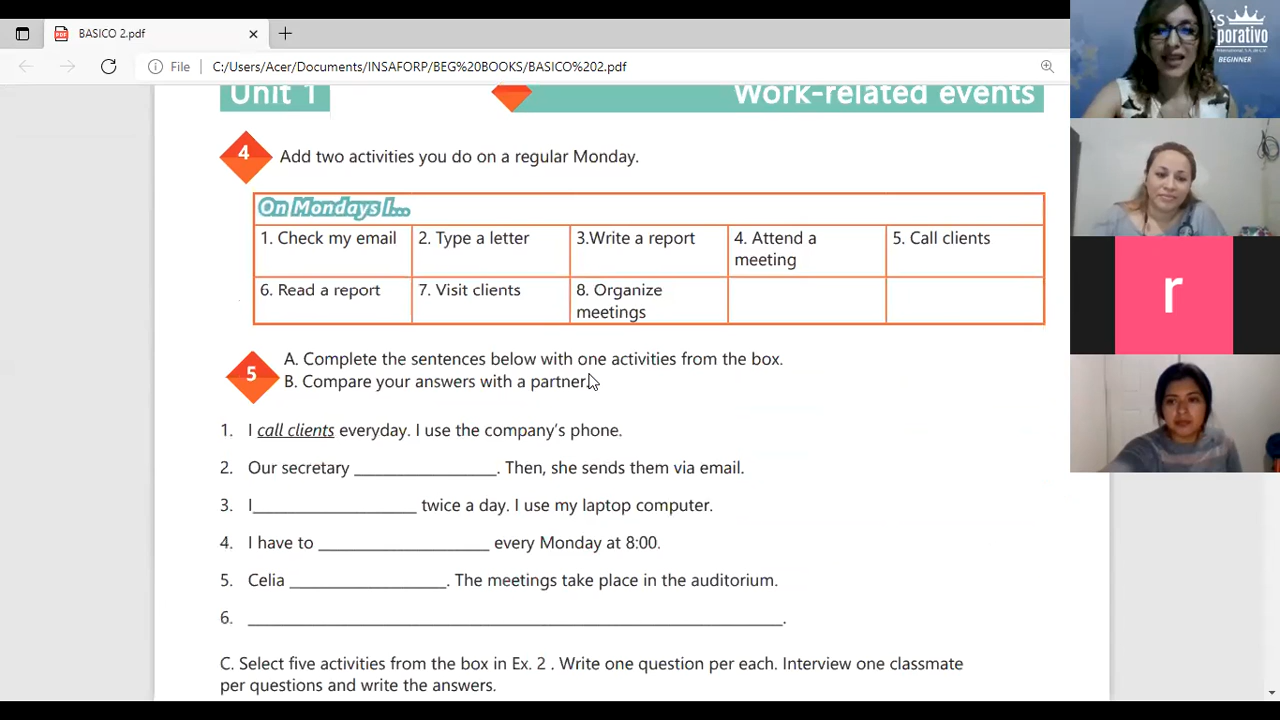 BASICO 2.pdf
File C:/Users/Acer/Documents/INSAFORP/BEG%20BOOKS/BASICO%202.pdf
Unit 1 Work-related events
4 Add two activities you do on a regular Monday.
On Mondays I...
1. Check my email 2. Type a letter 3.Write a report 4. Attend a meeting 5. Call clients
6. Read a report 7. Visit clients 8. Organize meetings
5 A. Complete the sentences below with one activities from the box.
B. Compare your answers with a partner.
1. I call clients everyday. I use the company's phone.
2. Our secretary ________________. Then, she sends them via email.
3. I___________________ twice a day. I use my laptop computer.
4. I have to ____________________ every Monday at 8:00.
5. Celia __________________. The meetings take place in the auditorium.
6. ______________________________________________________________.
C. Select five activities from the box in Ex. 2 . Write one question per each. Interview one classmate
per questions and write the answers.
porativo
BEGINNER
r